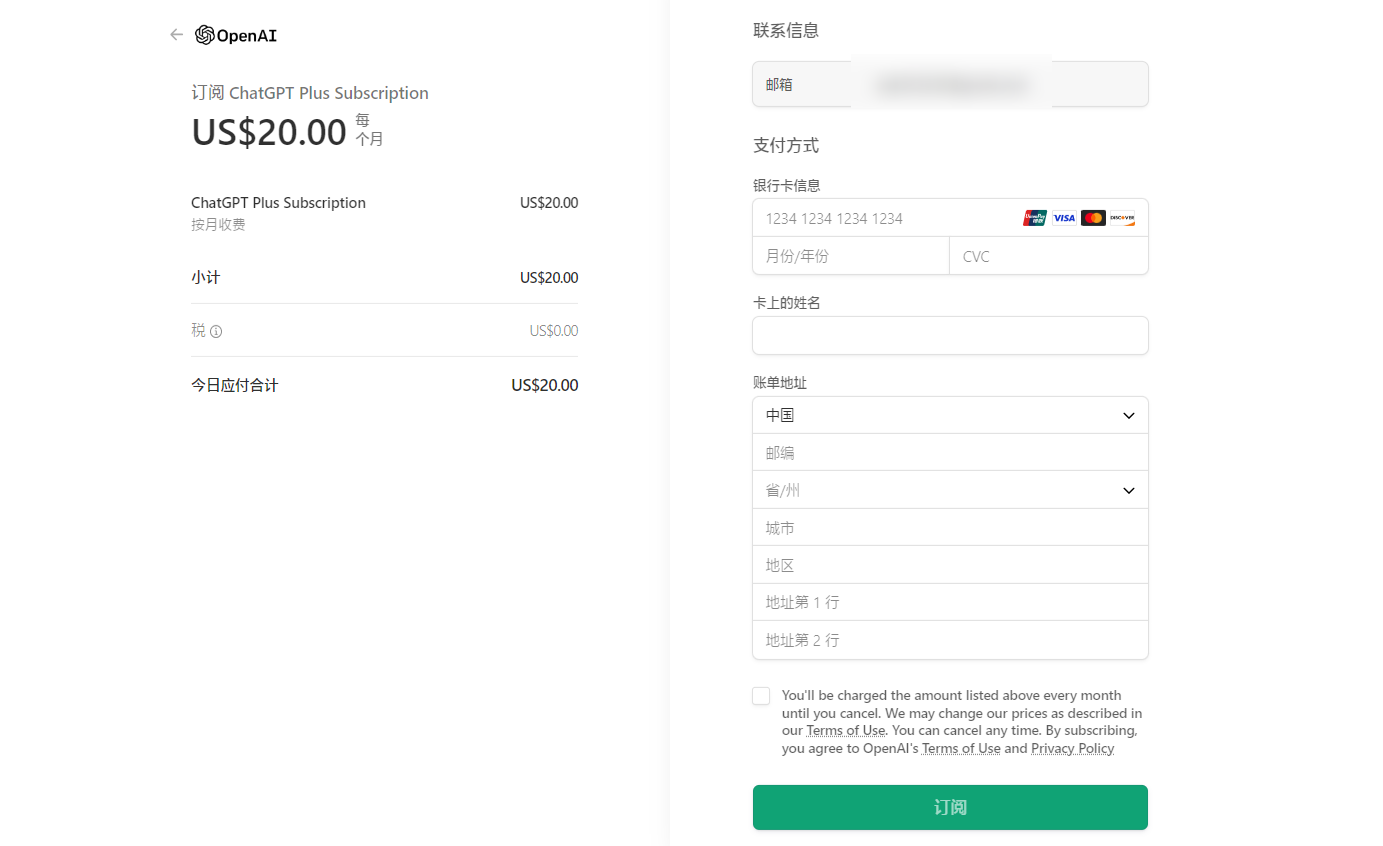 OpenAI
订阅 ChatGPT Plus Subscription
US$20.00 每
个月
ChatGPT Plus Subscription US$20.00
按月收费
小计 US$20.00
税 US$0.00
今日应付合计 US$20.00
联系信息
邮箱
支付方式
银行卡信息
1234 1234 1234 1234 UnionPay 银联 VISA DISCOVER
月份/年份 CVC
卡上的姓名
账单地址
中国
邮编
省/州
城市
地区
地址第 1 行
地址第 2 行
You'll be charged the amount listed above every month
until you cancel. We may change our prices as described in
our Terms of Use. You can cancel any time. By subscribing,
you agree to OpenAI's Terms of Use and Privacy Policy
订阅